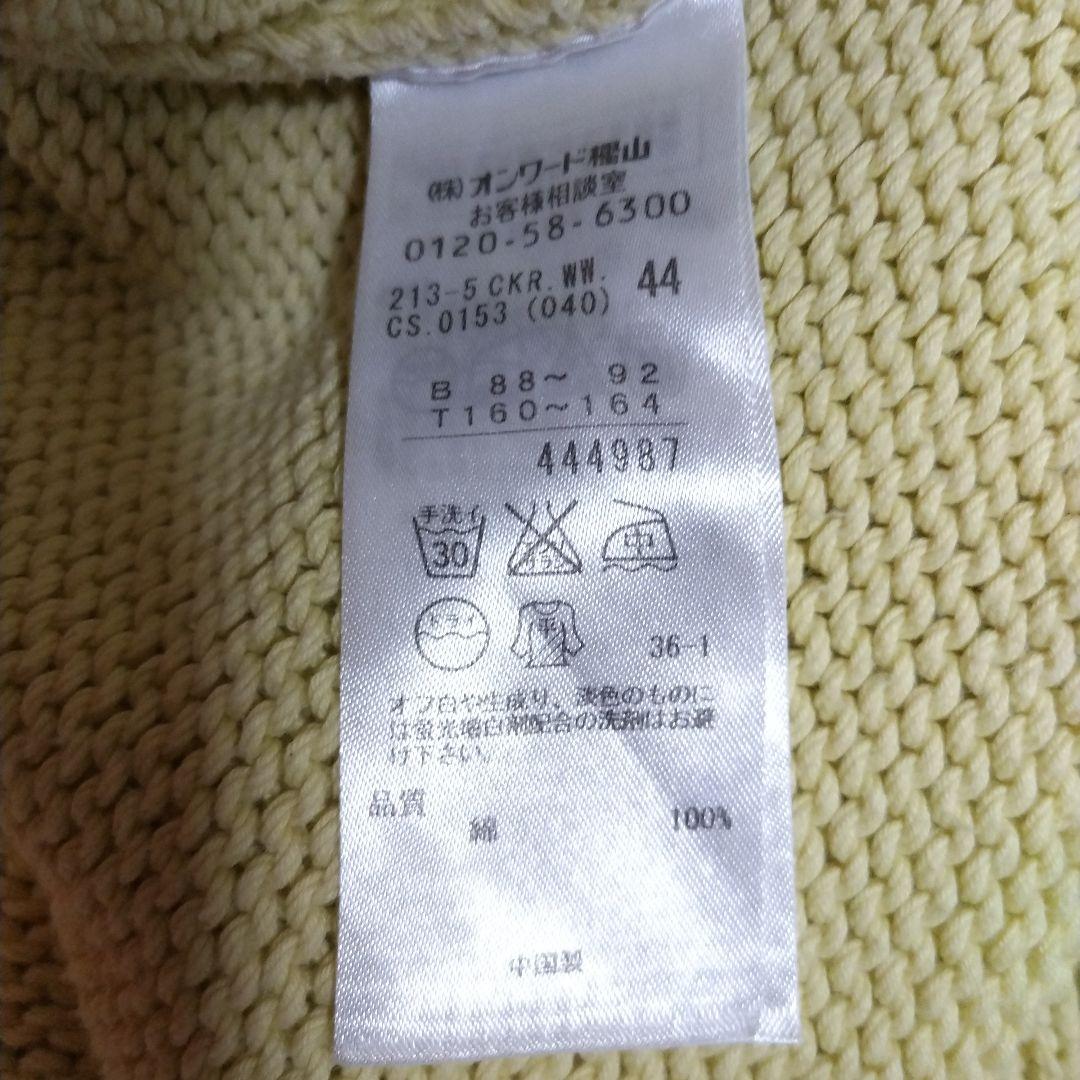 (株)オンワード樫山
お客様相談室
0120-58-6300
213-5 CKR.WW. 44
CS.0153 (040)
B 88～ 92
T160～164
444987
手洗イ
30
中
36-1
オフ白や生成り、淡色のものに
は蛍光増白剤配合の洗剤はお避
け下さい。
品質
綿 100%
中国製